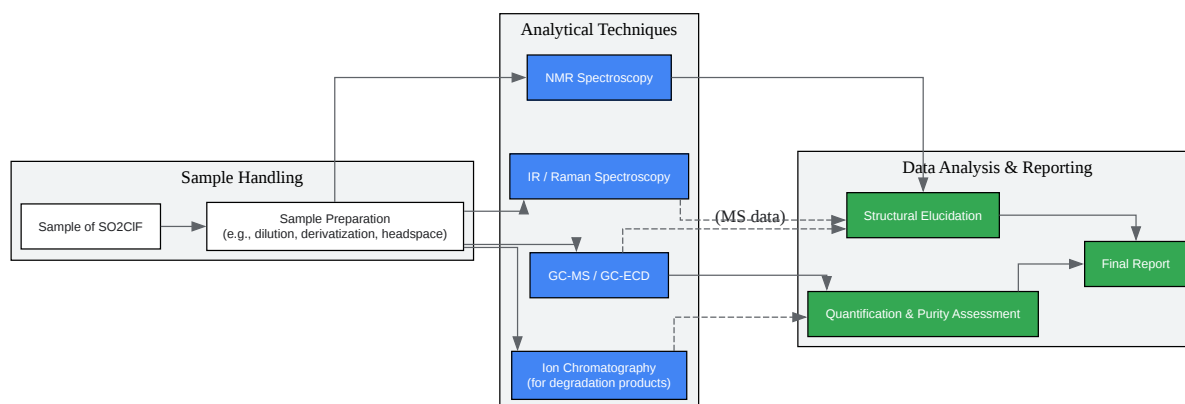 Analytical Techniques
NMR Spectroscopy
IR / Raman Spectroscopy
GC-MS / GC-ECD
Ion Chromatography
(for degradation products)
Sample Handling
Sample of SO2ClF
Sample Preparation
(e.g., dilution, derivatization, headspace)
(MS data)
Data Analysis & Reporting
Structural Elucidation
Quantification & Purity Assessment
Final Report